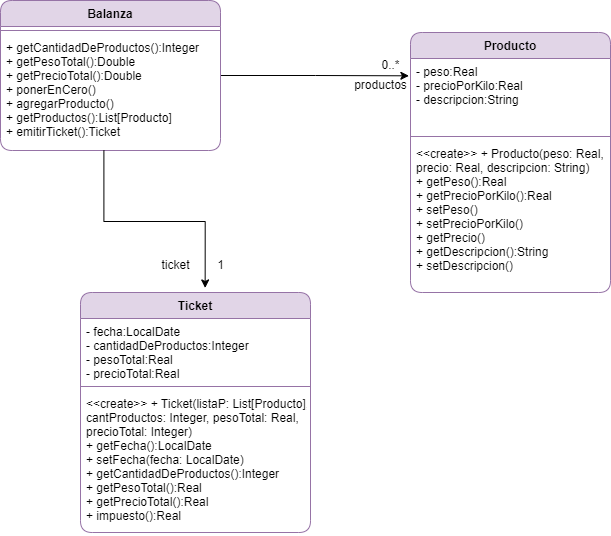 Balanza
+ getCantidadDeProductos():Integer
+ getPesoTotal():Double
+ getPrecioTotal():Double
+ ponerEnCero()
+ agregarProducto()
+ getProductos():List[Producto]
+ emitirTicket():Ticket
0..*
productos
Producto
- peso:Real
- precioPorKilo:Real
- descripcion:String
<<create>> + Producto(peso: Real,
precio: Real, descripcion: String)
+ getPeso():Real
+ getPrecioPorKilo():Real
+ setPeso()
+ setPrecioPorKilo()
+ getPrecio()
+ getDescripcion():String
+ setDescripcion()
ticket
1
Ticket
- fecha:LocalDate
- cantidadDeProductos:Integer
- pesoTotal:Real
- precioTotal:Real
<<create>> + Ticket(listaP: List[Producto]
cantProductos: Integer, pesoTotal: Real,
precioTotal: Integer)
+ getFecha():LocalDate
+ setFecha(fecha: LocalDate)
+ getCantidadDeProductos():Integer
+ getPesoTotal():Real
+ getPrecioTotal():Real
+ impuesto():Real